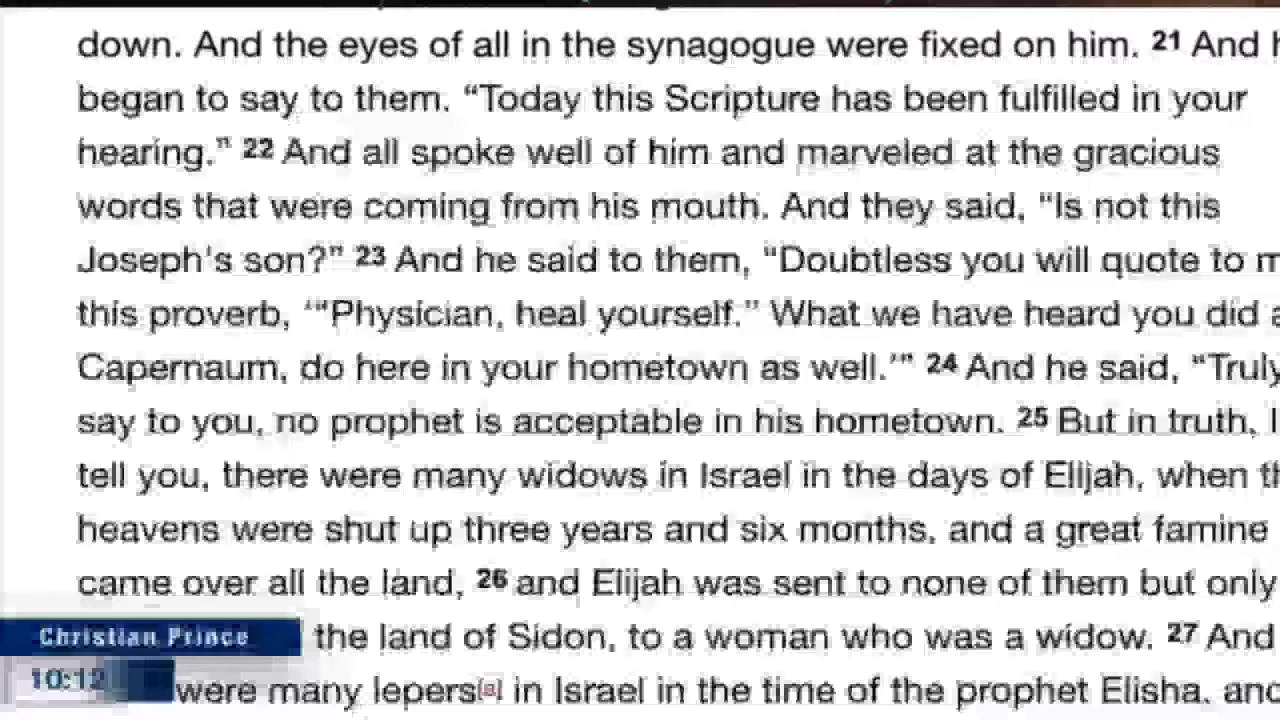 down. And the eyes of all in the synagogue were fixed on him. 21 And h
began to say to them. “Today this Scripture has been fulfilled in your
hearing.” 22 And all spoke well of him and marveled at the gracious
words that were coming from his mouth. And they said, “Is not this
Joseph's son?” 23 And he said to them, “Doubtless you will quote to m
this proverb, ‘“Physician, heal yourself.” What we have heard you did a
Capernaum, do here in your hometown as well.’” 24 And he said, “Truly
say to you, no prophet is acceptable in his hometown. 25 But in truth, I
tell you, there were many widows in Israel in the days of Elijah, when th
heavens were shut up three years and six months, and a great famine
came over all the land, 26 and Elijah was sent to none of them but only
Christian Prince the land of Sidon, to a woman who was a widow. 27 And
10:12 were many lepers[a] in Israel in the time of the prophet Elisha, and